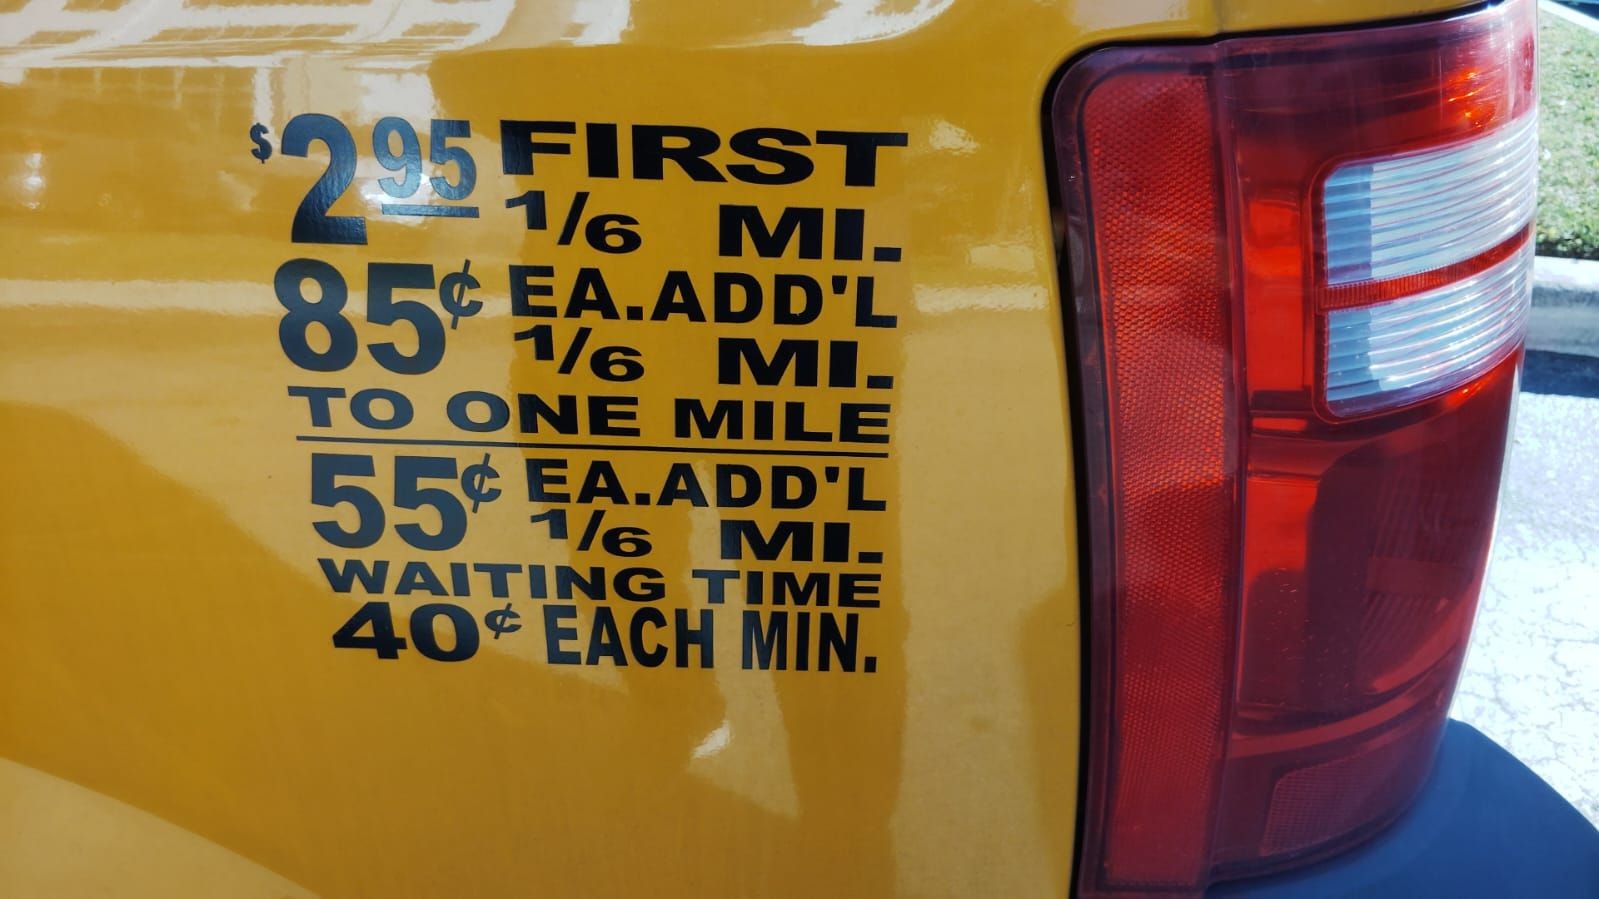 $2.95 FIRST
1/6 MI.
85¢ EA.ADD'L
1/6 MI.
TO ONE MILE
55¢ EA.ADD'L
1/6 MI.
WAITING TIME
40¢ EACH MIN.